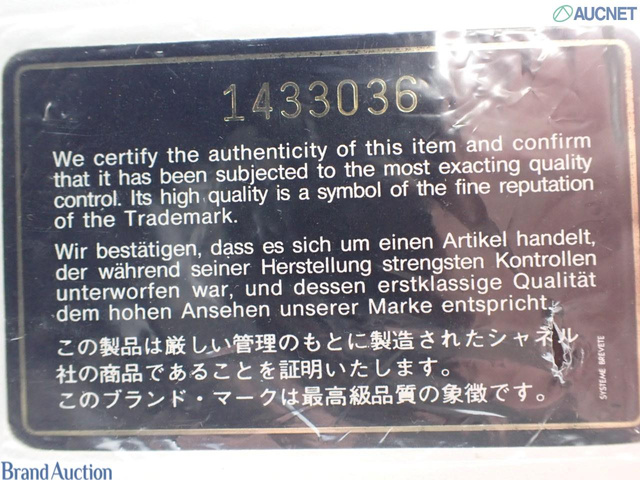 AUCNET
1433036
We certify the authenticity of this item and confirm
that it has been subjected to the most exacting quality
control. Its high quality is a symbol of the fine reputation
of the Trademark.
Wir bestätigen, dass es sich um einen Artikel handelt,
der während seiner Herstellung strengsten Kontrollen
unterworfen war, und dessen erstklassige Qualität
dem hohen Ansehen unserer Marke entspricht.
この製品は厳しい管理のもとに製造されたシャネル
社の商品であることを証明いたします。
このブランド・マークは最高級品質の象徴です。
SYSTEME BREVETE
Brand Auction